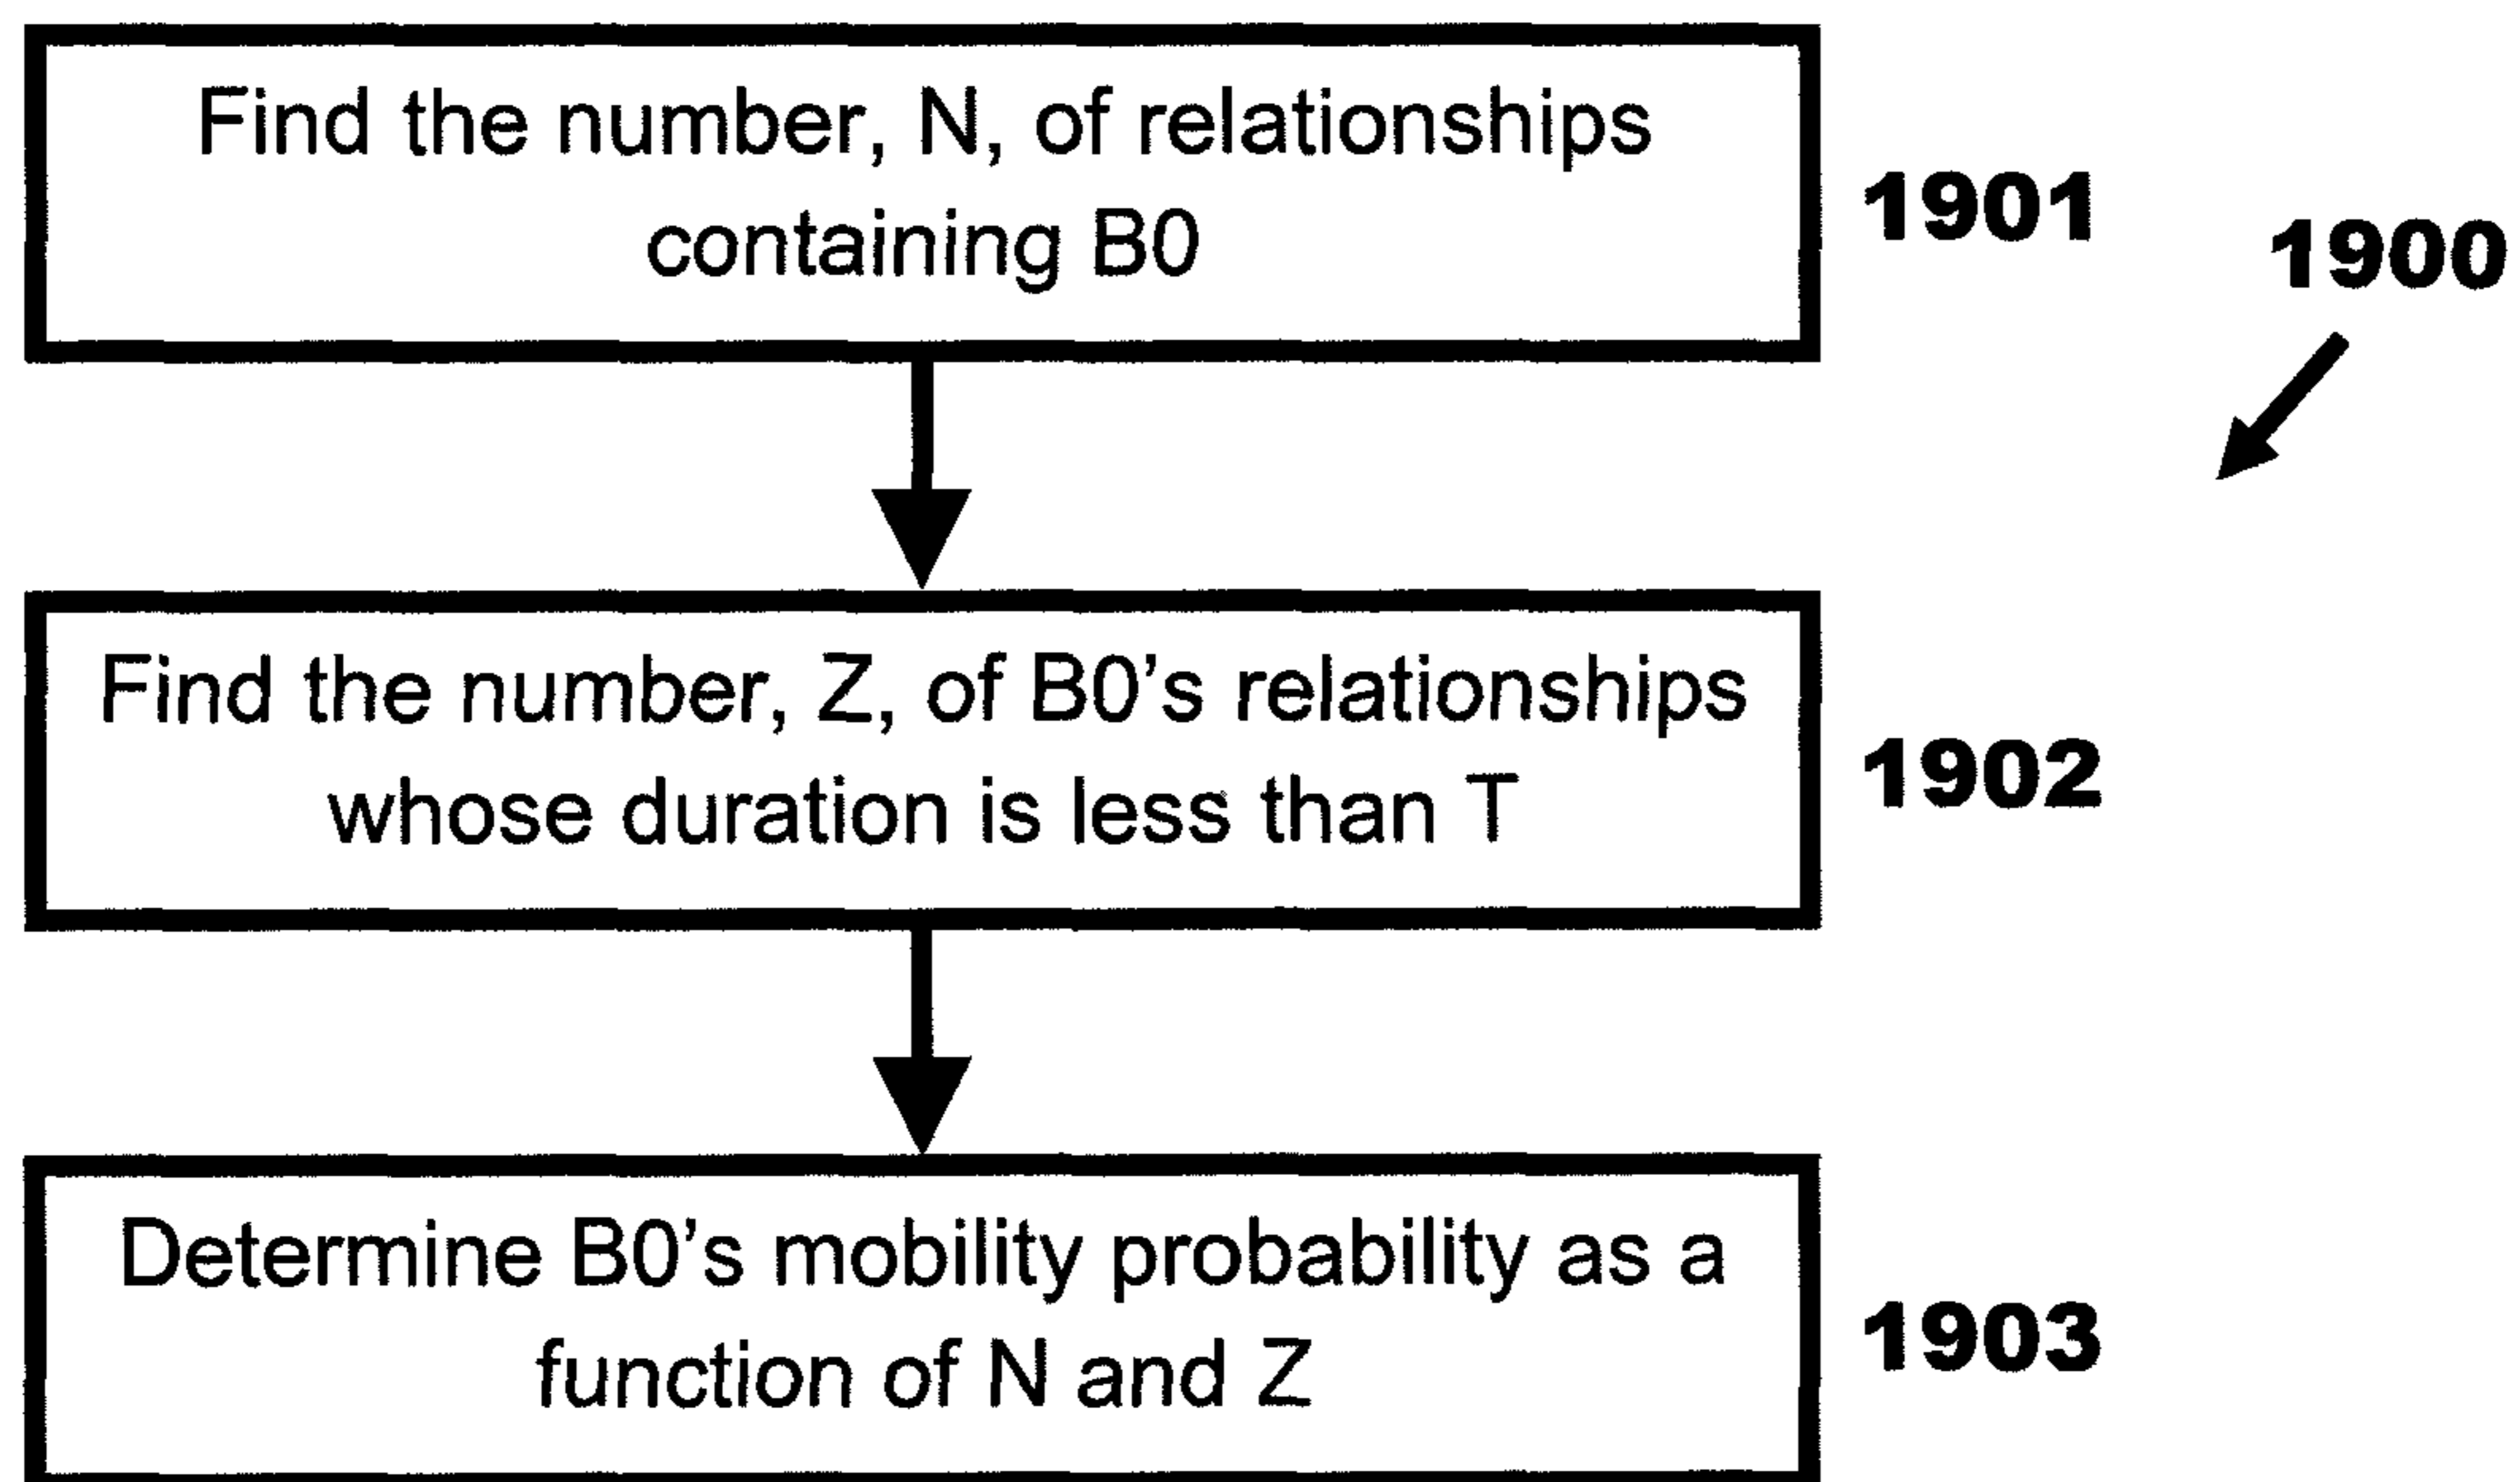 Find the number, N, of relationships
containing B0
1901
1900
Find the number, Z, of B0’s relationships
whose duration is less than T
1902
Determine B0’s mobility probability as a
function of N and Z
1903